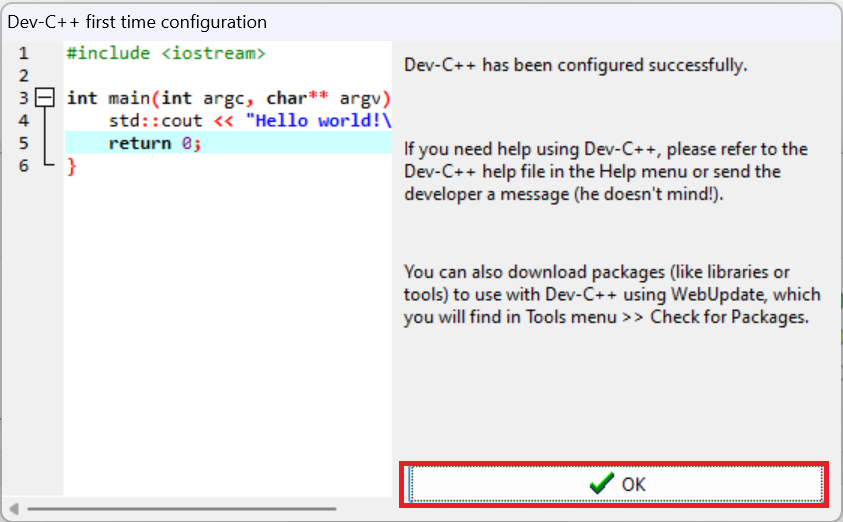 Dev-C++ first time configuration
1 #include <iostream>
2
3 int main(int argc, char** argv)
4 std::cout << "Hello world!\
5 return 0;
6 }
Dev-C++ has been configured successfully.
If you need help using Dev-C++, please refer to the
Dev-C++ help file in the Help menu or send the
developer a message (he doesn't mind!).
You can also download packages (like libraries or
tools) to use with Dev-C++ using WebUpdate, which
you will find in Tools menu >> Check for Packages.
OK